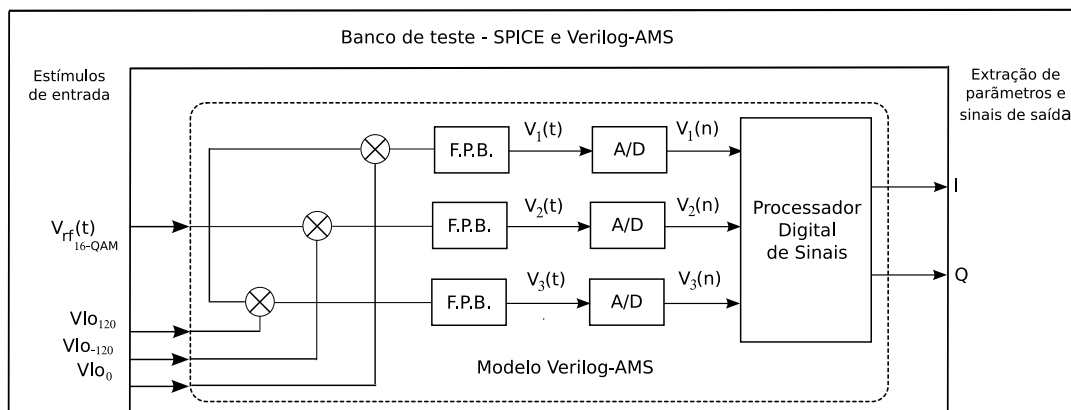 Banco de teste - SPICE e Verilog-AMS
Estímulos
de entrada
Extração de
parãmetros e
sinais de saída
F.P.B.
V1(t)
A/D
V1(n)
I
Vrf(t)
16-QAM
F.P.B.
V2(t)
A/D
V2(n)
Processador
Digital
de Sinais
F.P.B.
V3(t)
A/D
V3(n)
Q
Vlo120
Vlo-120
Vlo0
Modelo Verilog-AMS